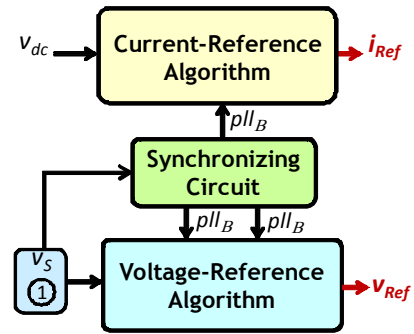 v_dc
Current-Reference
Algorithm
i_Ref
pll_B
Synchronizing
Circuit
pll_B pll_B
v_S
1
Voltage-Reference
Algorithm
v_Ref